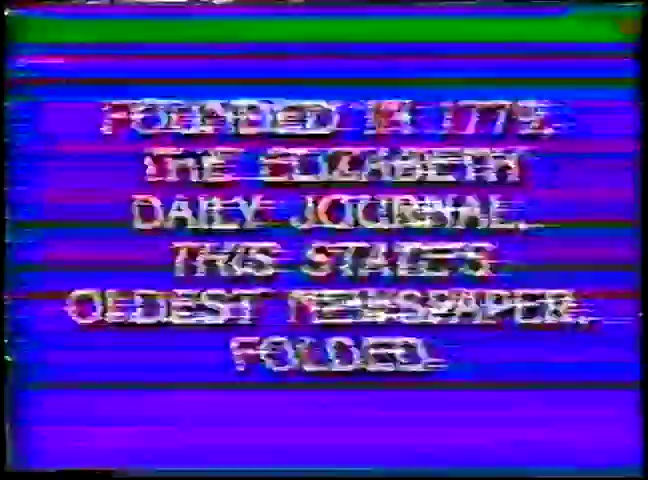 FOUNDED IN 1779,
THE ELIZABETH
DAILY JOURNAL,
THIS STATE'S
OLDEST NEWSPAPER,
FOLDED.